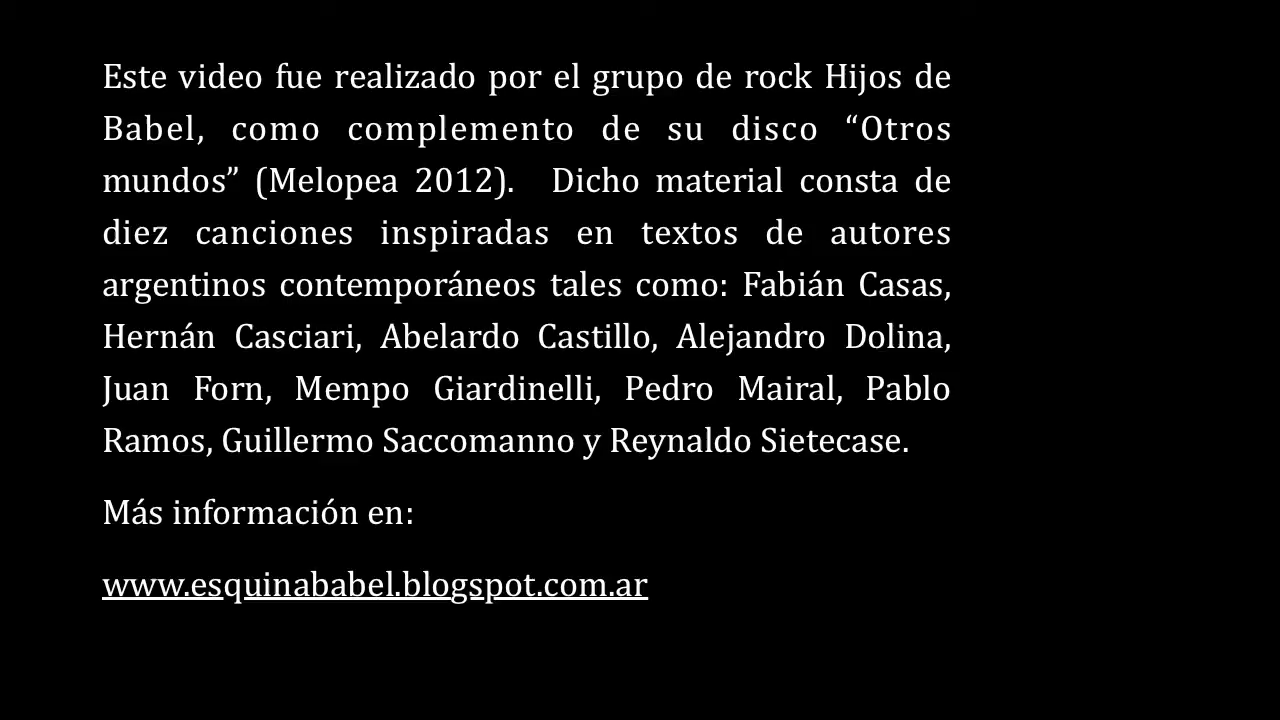 Este video fue realizado por el grupo de rock Hijos de
Babel, como complemento de su disco “Otros
mundos” (Melopea 2012). Dicho material consta de
diez canciones inspiradas en textos de autores
argentinos contemporáneos tales como: Fabián Casas,
Hernán Casciari, Abelardo Castillo, Alejandro Dolina,
Juan Forn, Mempo Giardinelli, Pedro Mairal, Pablo
Ramos, Guillermo Saccomanno y Reynaldo Sietecase.
Más información en:
www.esquinababel.blogspot.com.ar